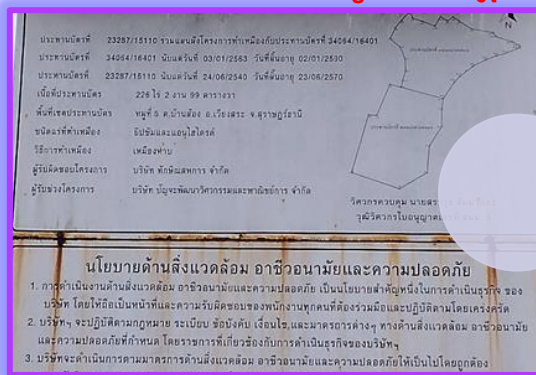 ประทานบัตรที่ 23287/15110 ร่วมแผนผังโครงการทำเหมืองกับประทานบัตรที่ 34064/16401
ประทานบัตรที่ 34064/16401 นับแต่วันที่ 03/01/2563 วันที่สิ้นอายุ 02/01/2590
ประทานบัตรที่ 23287/15110 นับแต่วันที่ 24/06/2540 วันที่สิ้นอายุ 23/06/2570
เนื้อที่ประทานบัตร 226 ไร่ 2 งาน 99 ตารางวา
พื้นที่เขตประทานบัตร หมู่ที่ 5 ต.บ้านส้อง อ.เวียงสระ จ.สุราษฎร์ธานี
ชนิดแร่ที่ทำเหมือง ยิปซัมและแอนไฮไดรต์
วิธีการทำเหมือง เหมืองหาบ
ผู้รับผิดชอบโครงการ บริษัท ทักษิณสหการ จำกัด
ผู้รับช่วงโครงการ บริษัท ปัญจะพัฒนาวิศวกรรมและพาณิชย์การ จำกัด
วิศวกรควบคุม
วุฒิวิศวกรใบอนุญาต
นโยบายด้านสิ่งแวดล้อม อาชีวอนามัยและความปลอดภัย
1. การดำเนินงานด้านสิ่งแวดล้อม อาชีวอนามัยและความปลอดภัย เป็นนโยบายสำคัญหนึ่งในการดำเนินธุรกิจ ของ
บริษัท โดยให้ถือเป็นหน้าที่และความรับผิดชอบของพนักงานทุกคนที่ต้องร่วมมือและปฏิบัติตามโดยเคร่งครัด
2. บริษัทฯ จะปฏิบัติตามกฎหมาย ระเบียบ ข้อบังคับ เงื่อนไข,และมาตรการต่างๆ ทางด้านสิ่งแวดล้อม อาชีวอนามัย
และความปลอดภัยที่กำหนด โดยราชการที่เกี่ยวข้องกับการดำเนินธุรกิจของบริษัทฯ
3. บริษัทจะดำเนินการตามมาตรการด้านสิ่งแวดล้อม อาชีวอนามัยและความปลอดภัยให้เป็นไปโดยถูกต้อง